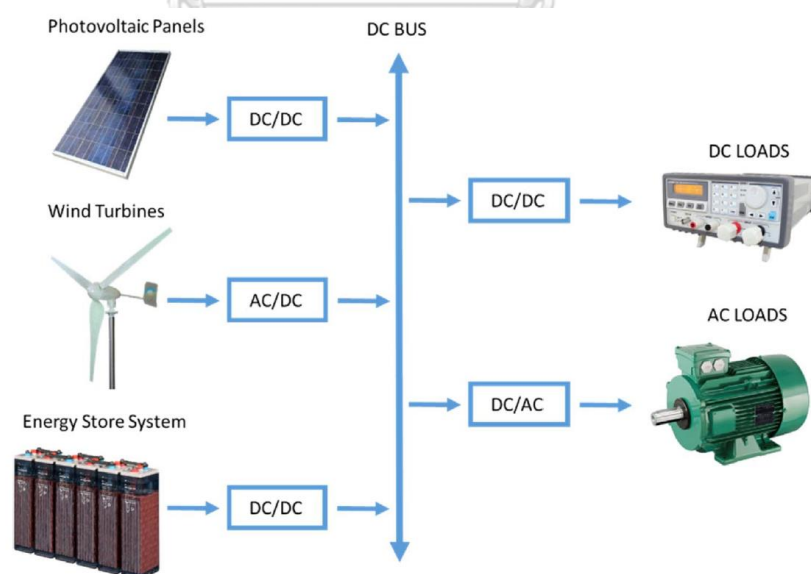 Photovoltaic Panels
DC BUS
DC/DC
DC LOADS
DC/DC
Wind Turbines
AC/DC
AC LOADS
DC/AC
Energy Store System
DC/DC